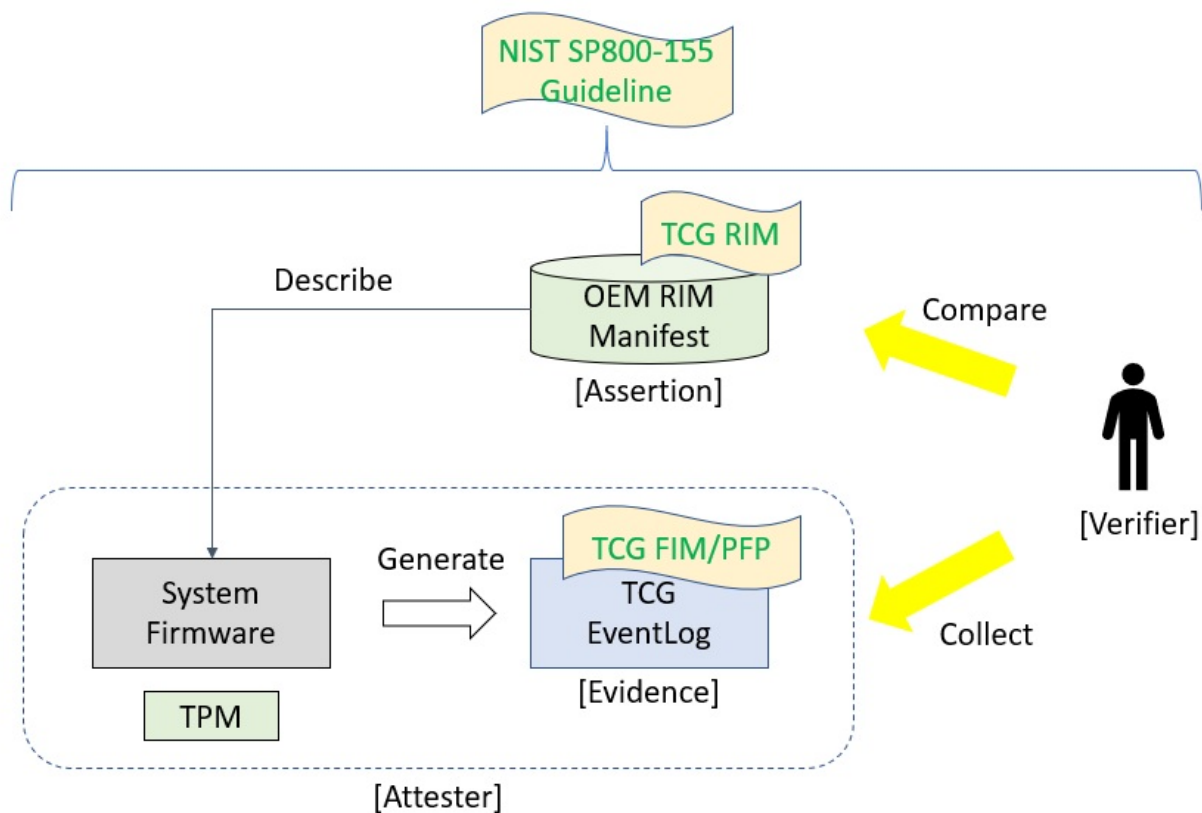 NIST SP800-155
Guideline
TCG RIM
Describe
OEM RIM
Manifest
Compare
[Assertion]
[Verifier]
TCG FIM/PFP
Generate
System
Firmware
TCG
EventLog
Collect
[Evidence]
TPM
[Attester]